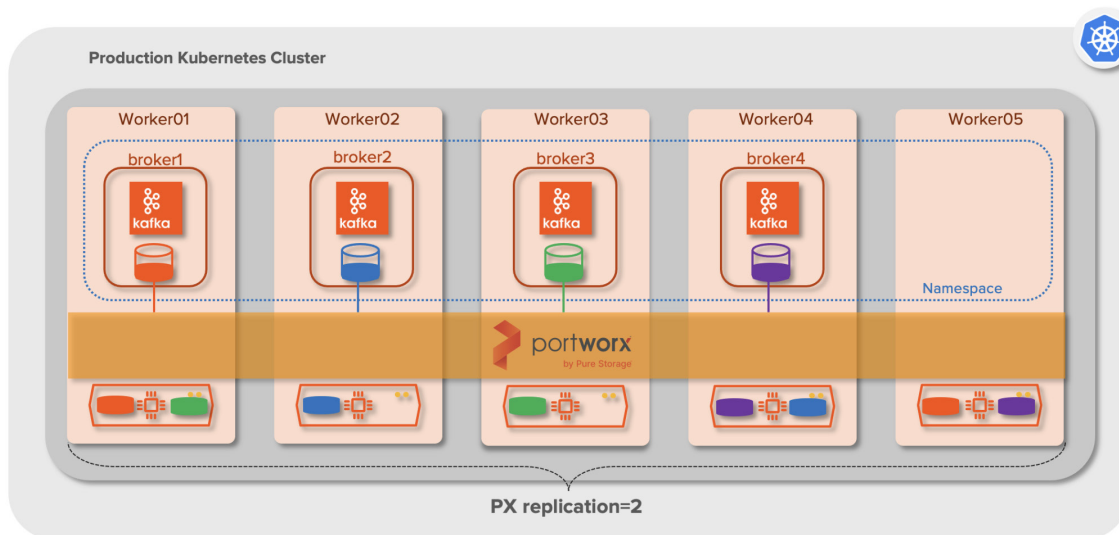 Production Kubernetes Cluster
Worker01
Worker02
Worker03
Worker04
Worker05
broker1
broker2
broker3
broker4
kafka
kafka
kafka
kafka
Namespace
portworx
by Pure Storage
PX replication=2